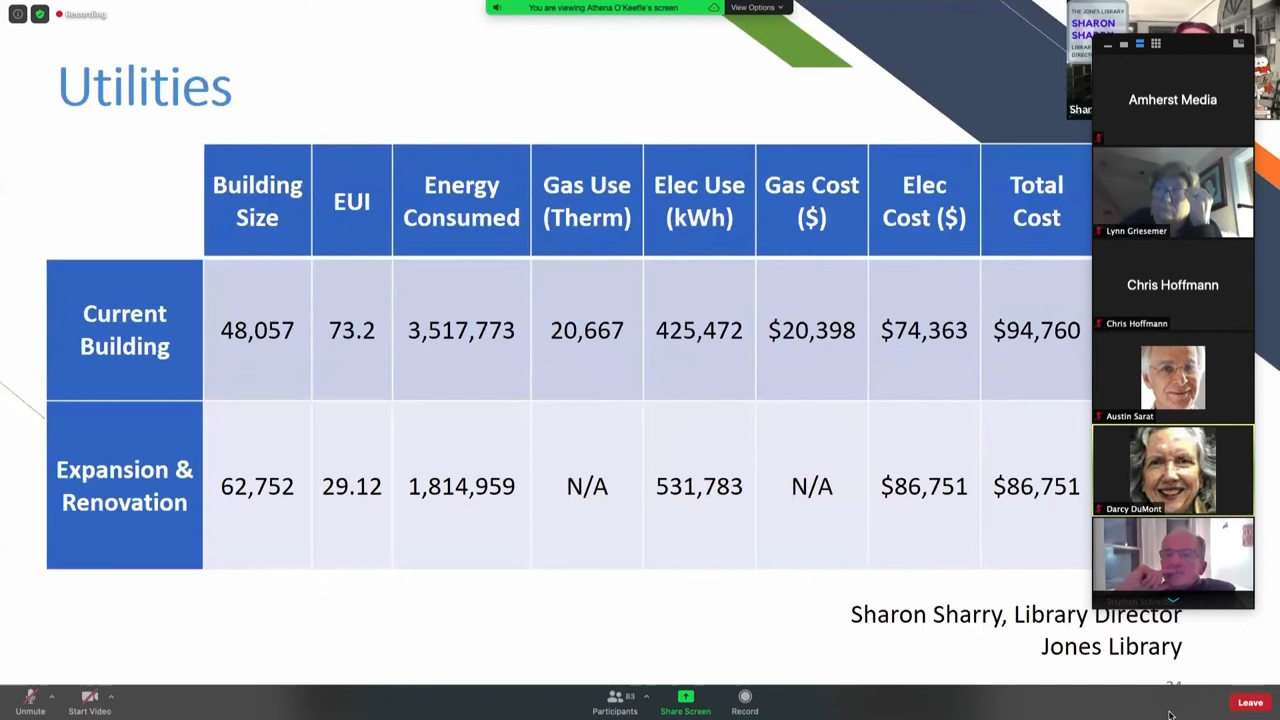 Recording
You are viewing Athena O'Keeffe's screen
View Options
Utilities
Building Size
EUI
Energy Consumed
Gas Use (Therm)
Elec Use (kWh)
Gas Cost ($)
Elec Cost ($)
Total Cost
Current Building
48,057
73.2
3,517,773
20,667
425,472
$20,398
$74,363
$94,760
Expansion & Renovation
62,752
29.12
1,814,959
N/A
531,783
N/A
$86,751
$86,751
THE JONES LIBRARY
SHARON
Amherst Media
Lynn Griesemer
Chris Hoffmann
Chris Hoffmann
Austin Sarat
Darcy DuMont
Sharon Sharry, Library Director
Jones Library
Unmute
Start Video
83
Participants
Share Screen
Record
Leave